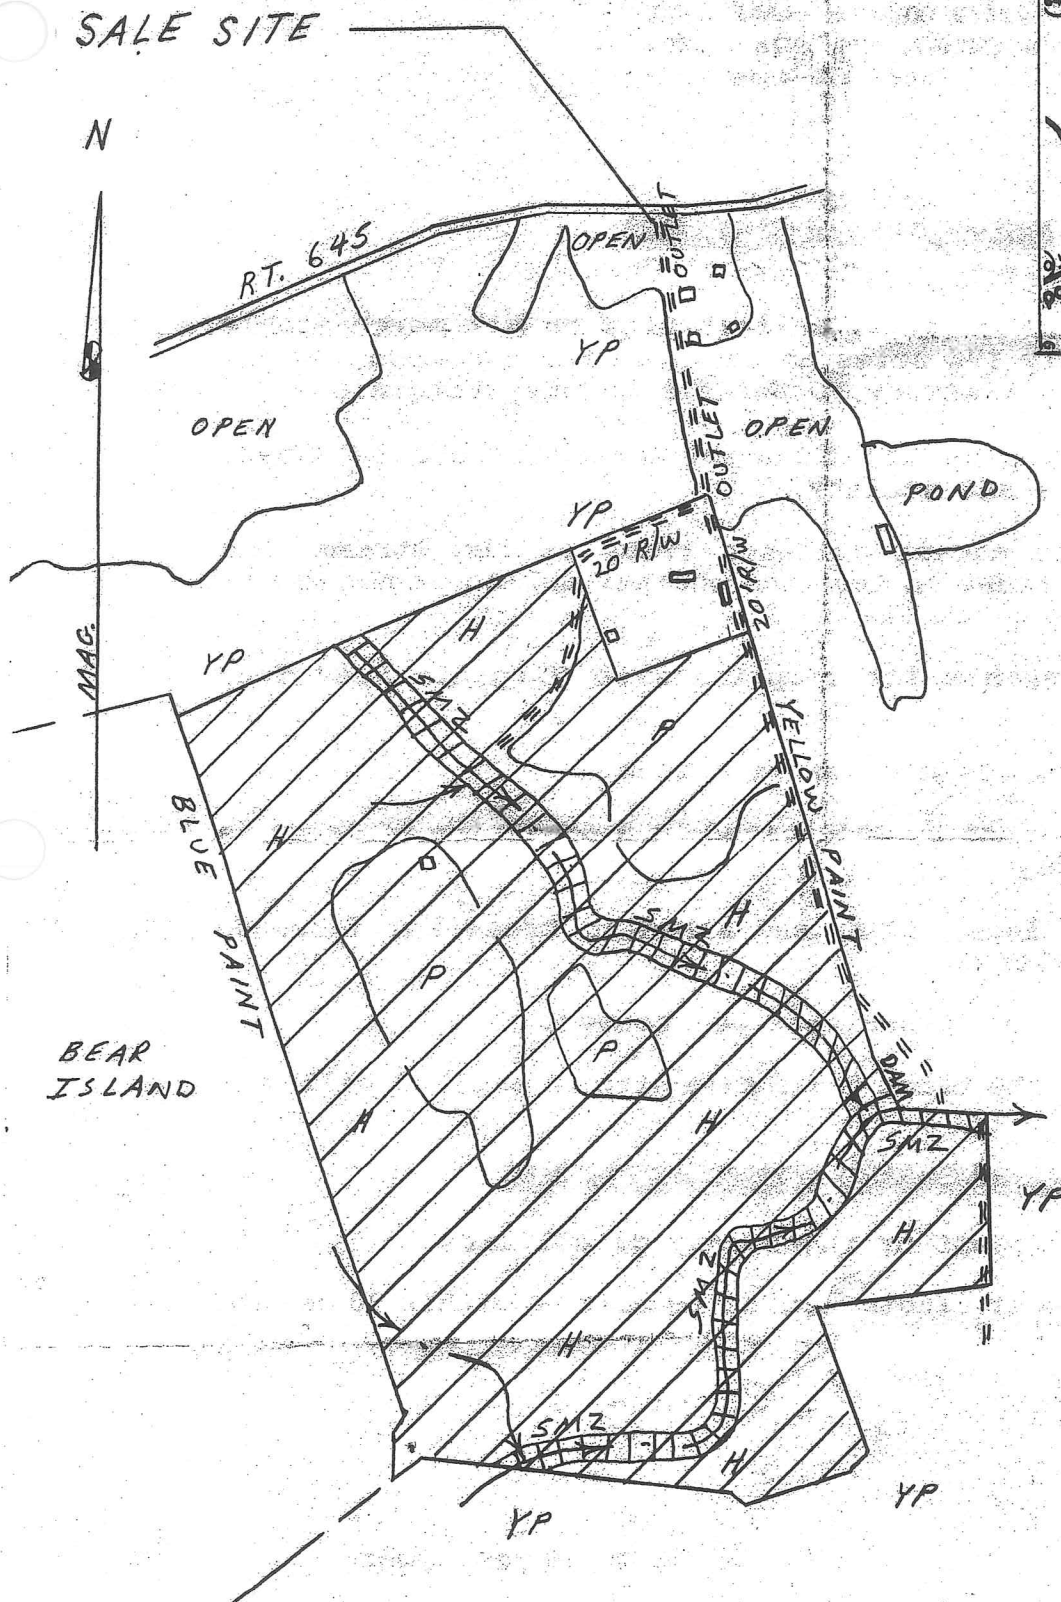 SALE SITE
N
RT. 645
OPEN
OUTLET
YP
OPEN
OUTLET
OPEN
POND
YP
20' R/W
20' R/W
MAG.
YP
H
SMZ
P
YELLOW PAINT
BLUE PAINT
H
SMZ
H
P
P
BEAR
ISLAND
H
H
DAM
SMZ
YP
H
SMZ
H
SMZ
H
YP
YP